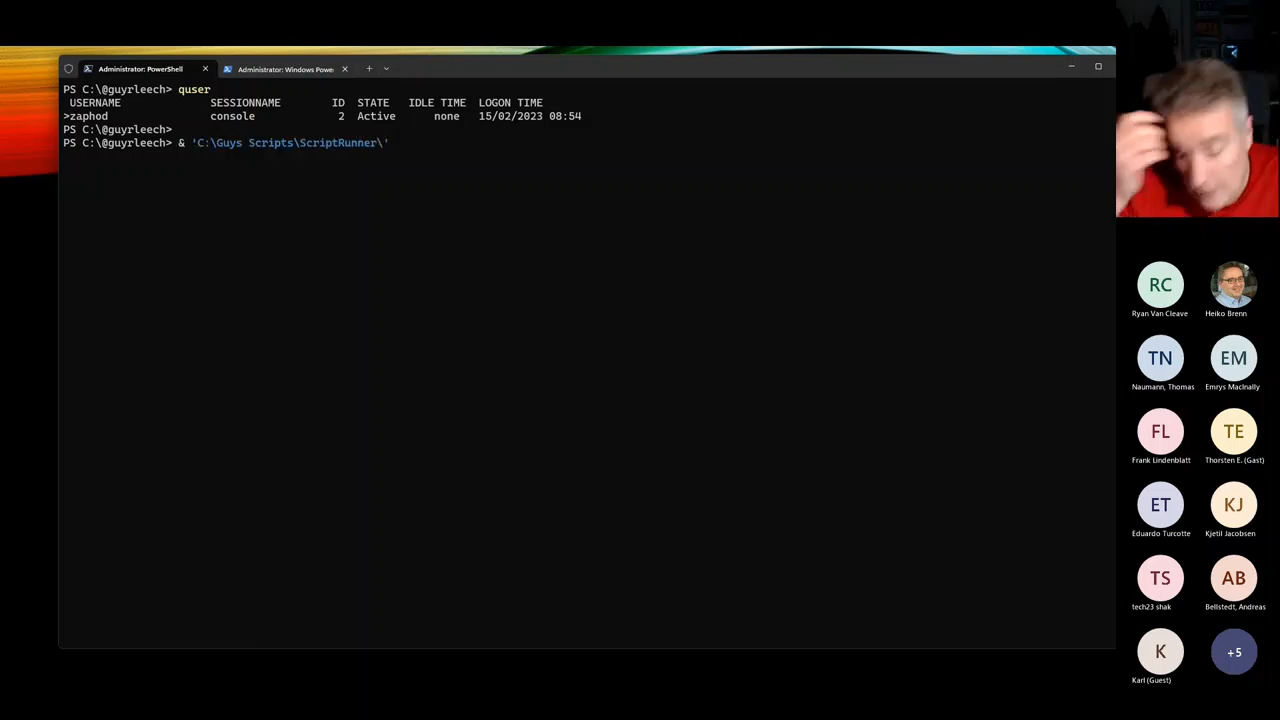 Administrator: PowerShell
Administrator: Windows Powe
PS C:\@guyrleech> quser
USERNAME SESSIONNAME ID STATE IDLE TIME LOGON TIME
>zaphod console 2 Active none 15/02/2023 08:54
PS C:\@guyrleech>
PS C:\@guyrleech> & 'C:\Guys Scripts\ScriptRunner\'
RC
Ryan Van Cleave
Heiko Brenn
TN
EM
Naumann, Thomas
Emrys MacInally
FL
TE
Frank Lindenblatt
Thorsten E. (Gast)
ET
KJ
Eduardo Turcotte
Kjetil Jacobsen
TS
AB
tech23 shak
Bellstedt, Andreas
K
+5
Karl (Guest)